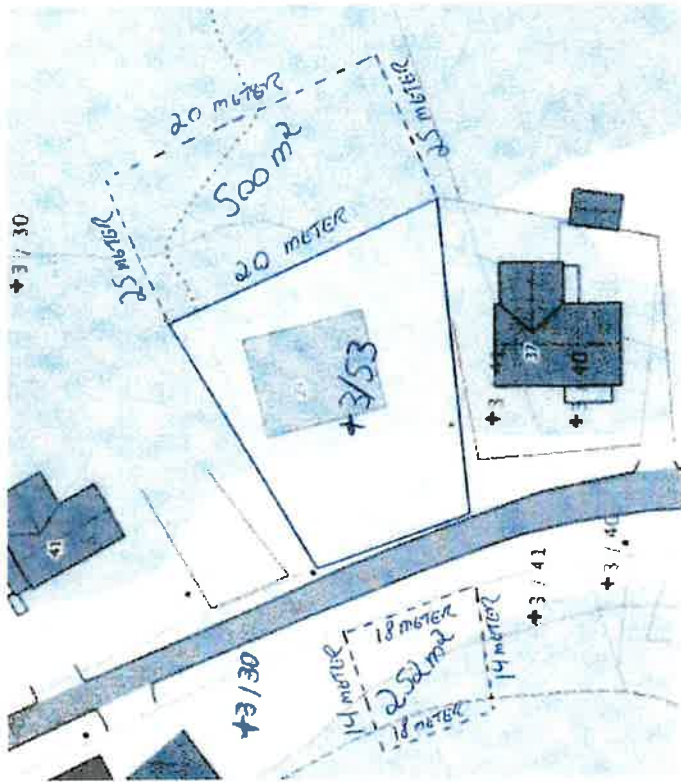 20 METER
25 METER
+3/30
500 m2
25 METER
20 METER
+3/53
37
+3
40
+3
41
+3/30
14 METER
18 METER
252 m2
18 METER
14 METER
+3/41
+3/40